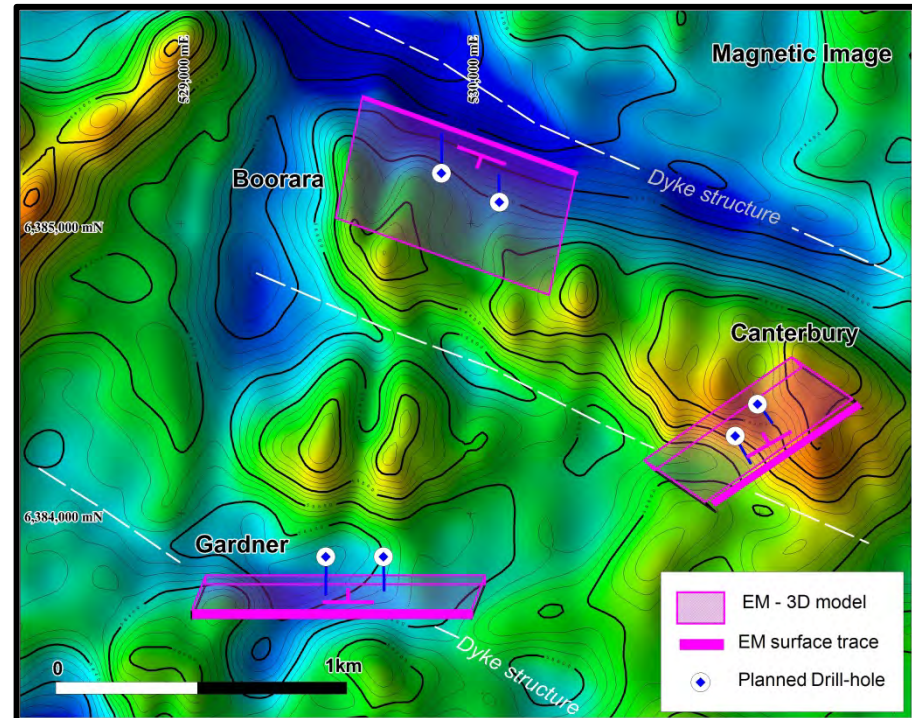 529,000 mE
530,000 mE
Magnetic Image
Boorara
Dyke structure
6,385,000 mN
Canterbury
6,384,000 mN
Gardner
Dyke structure
0
1km
EM - 3D model
EM surface trace
Planned Drill-hole